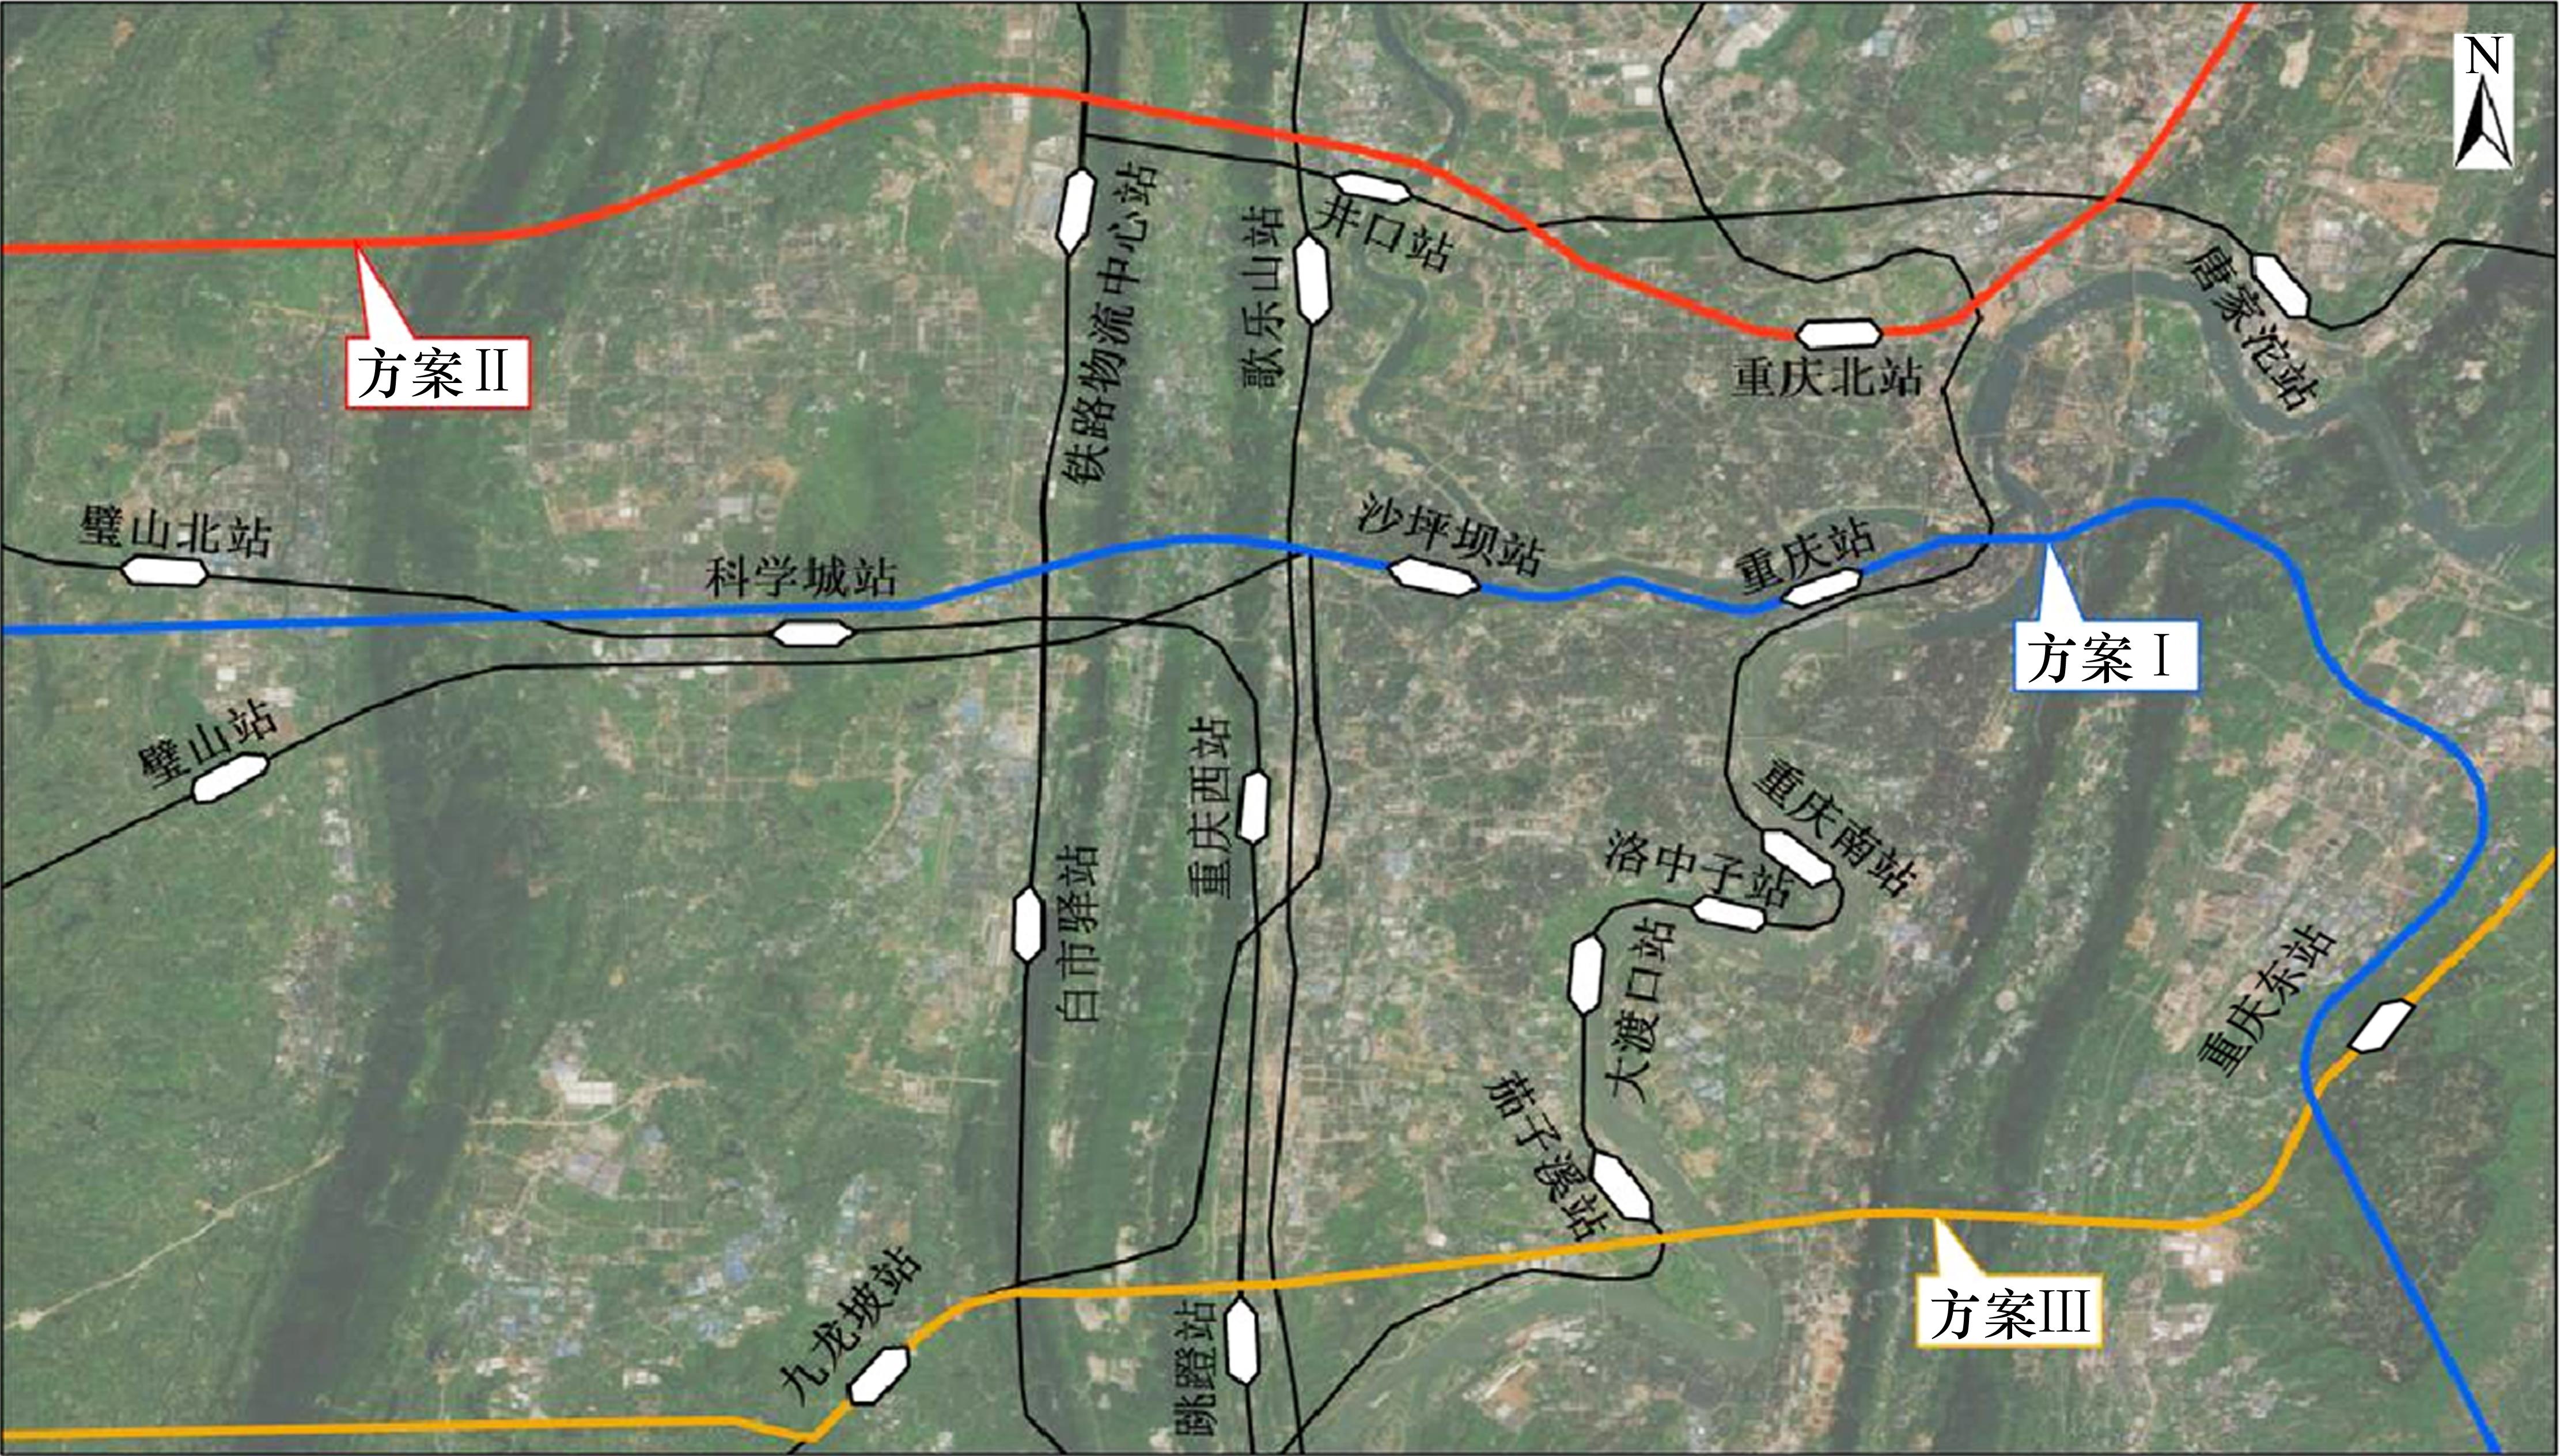 N
铁路物流中心站
井口站
歌乐山站
唐家沱站
方案Ⅱ
重庆北站
璧山北站
科学城站
沙坪坝站
重庆站
方案Ⅰ
璧山站
重庆西站
重庆南站
洛中子站
白市驿站
大渡口站
重庆东站
茄子溪站
九龙坡站
方案Ⅲ
跳蹬站